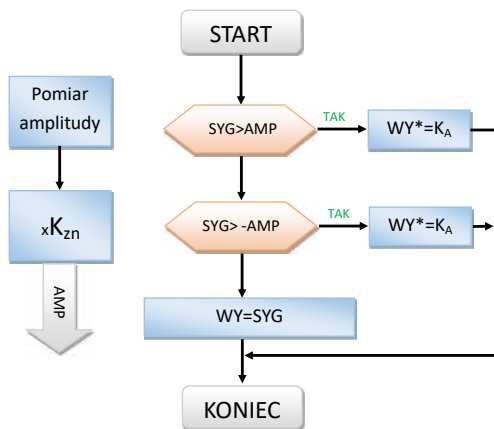 START
Pomiar
amplitudy
SYG>AMP
TAK
WY*=KA
xKzn
SYG> -AMP
TAK
WY*=KA
AMP
WY=SYG
KONIEC